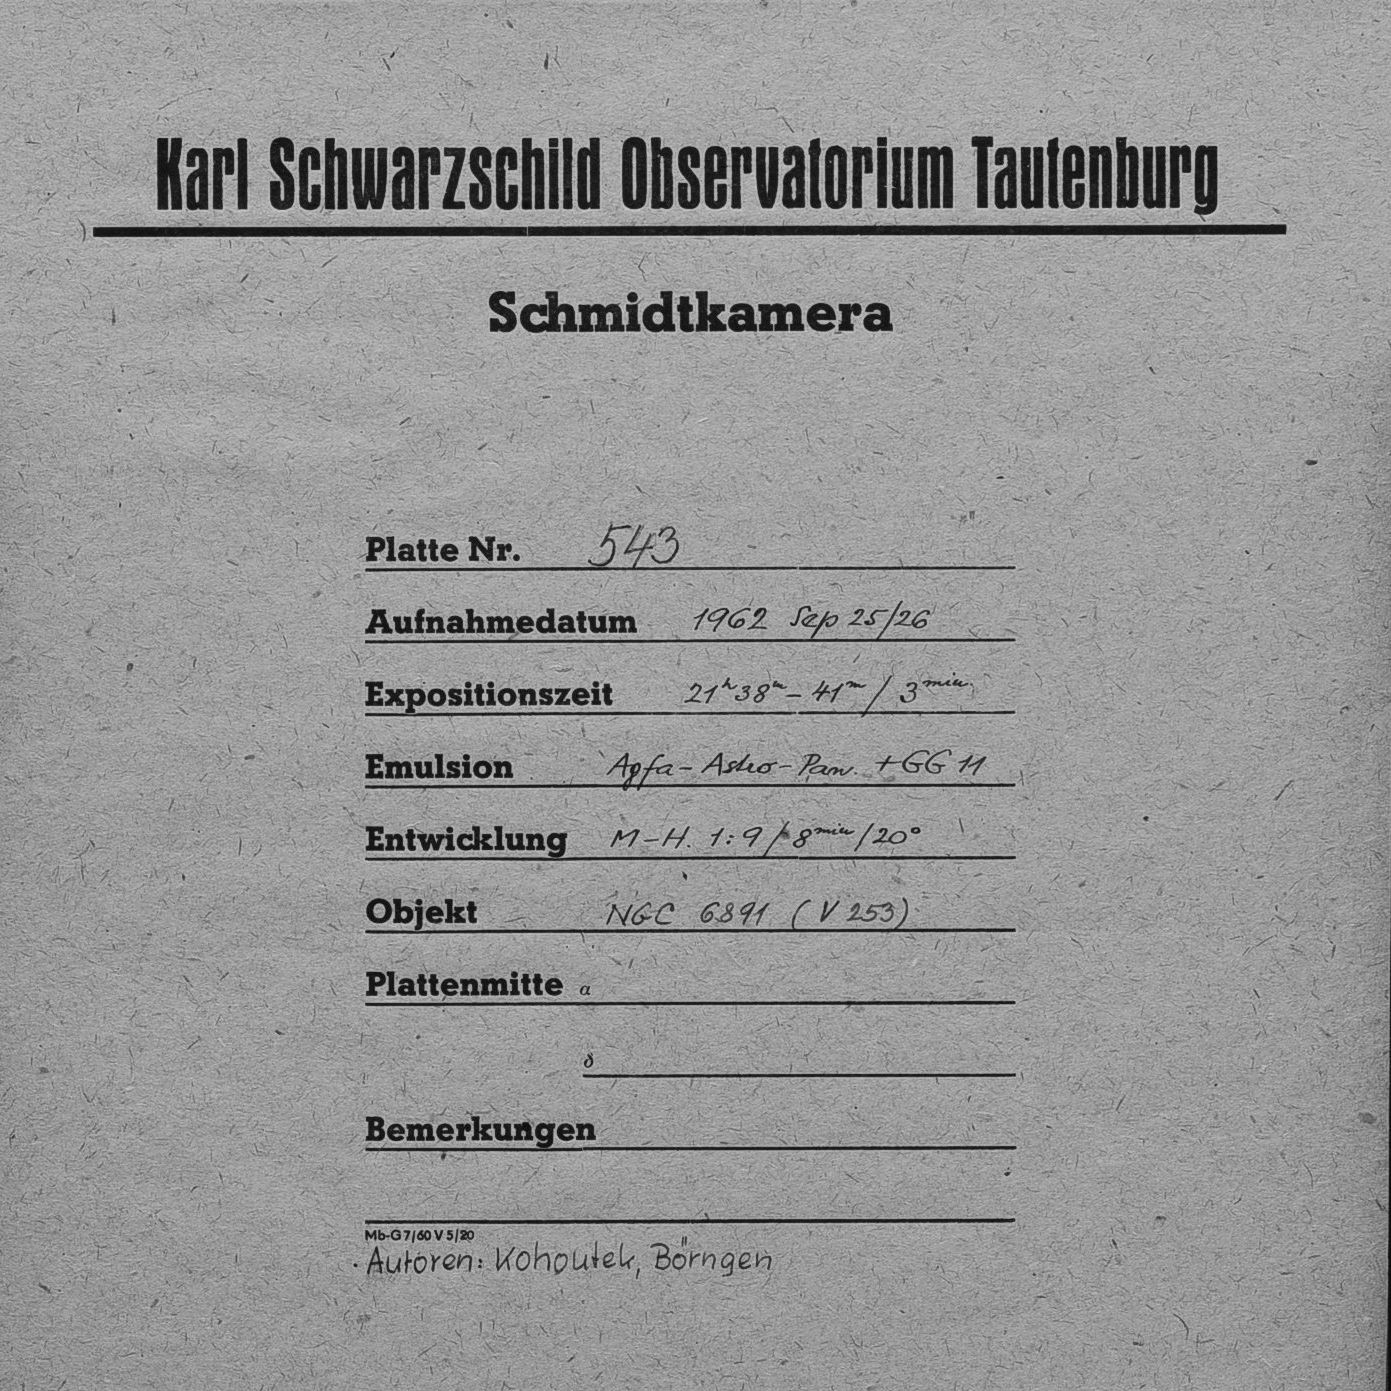 Karl Schwarzschild Observatorium Tautenburg
Schmidtkamera
Platte Nr. 543
Aufnahmedatum 1962 Sep 25/26
Expositionszeit 21ʰ38ᵐ – 41ᵐ / 3ᵐⁱⁿ
Emulsion Agfa-Astro-Pan. + GG 11
Entwicklung M-H. 1:9 / 8ᵐⁱⁿ / 20°
Objekt NGC 6891 (V 253)
Plattenmitte α
δ
Bemerkungen
Mb-G 7/60 V 5/20
Autoren: Kohoutek, Börngen